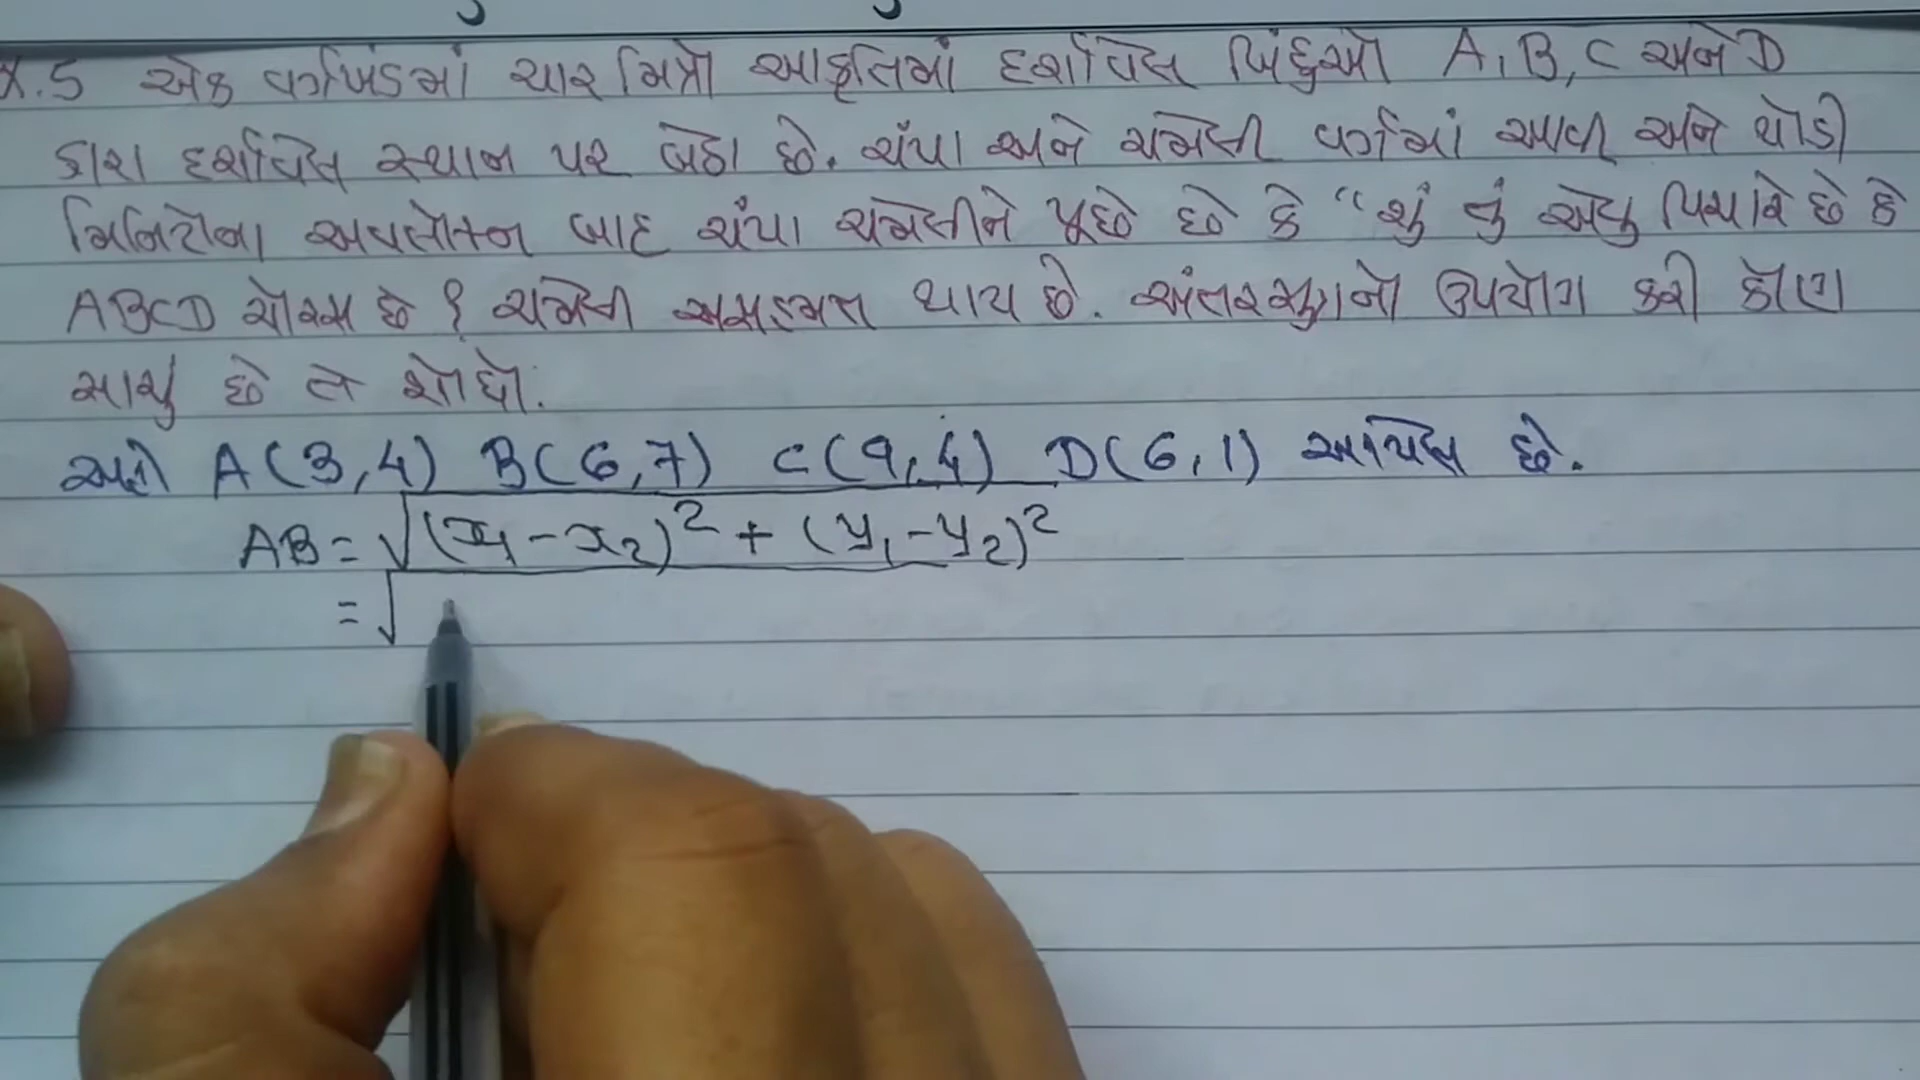 x.5 એક વર્ગખંડમાં ચાર મિત્રો આકૃતિમાં દર્શાવેલ બિંદુઓ A, B, C અને D
દ્વારા દર્શાવેલ સ્થાન પર બેઠા છે. ચંપા અને ચમેલી વર્ગમાં આવી અને થોડી
મિનિટોના અવલોકન બાદ ચંપા ચમેલીને પૂછે છે કે “શું તું એવુ વિચારે છે કે
ABCD ચોરસ છે ? ચમેલી અસહમત થાય છે. અંતરસૂત્રનો ઉપયોગ કરી કોણ
સાચું છે તે શોધો.
અહી A(3,4) B(6,7) C(9,4) D(6,1) આપેલ છે.
AB = √(x₁-x₂)² + (y₁-y₂)²
= √